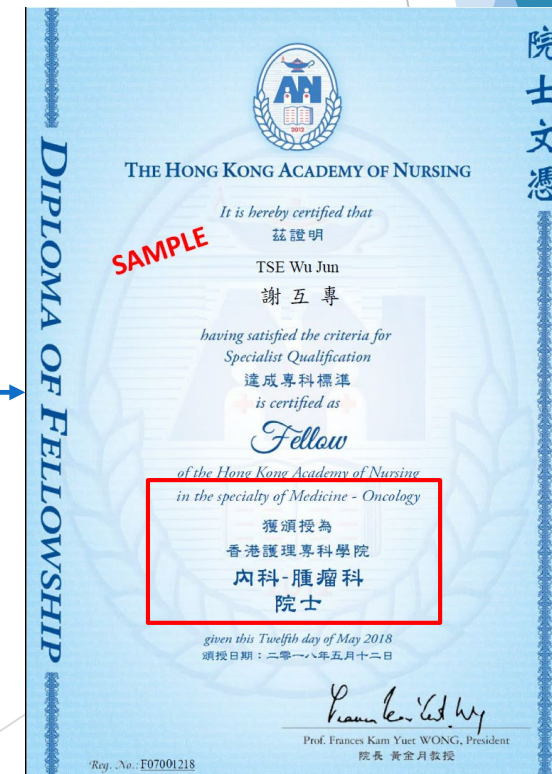 院士文憑
DIPLOMA OF FELLOWSHIP
AN
2012
THE HONG KONG ACADEMY OF NURSING
It is hereby certified that
茲證明
SAMPLE
TSE Wu Jun
謝互專
having satisfied the criteria for
Specialist Qualification
達成專科標準
is certified as
Fellow
of the Hong Kong Academy of Nursing
in the specialty of Medicine - Oncology
獲頒授為
香港護理專科學院
內科-腫瘤科
院士
given this Twelfth day of May 2018
頒授日期：二零一八年五月十二日
Prof. Frances Kam Yuet WONG, President
院長 黃金月教授
Reg. No.: F07001218